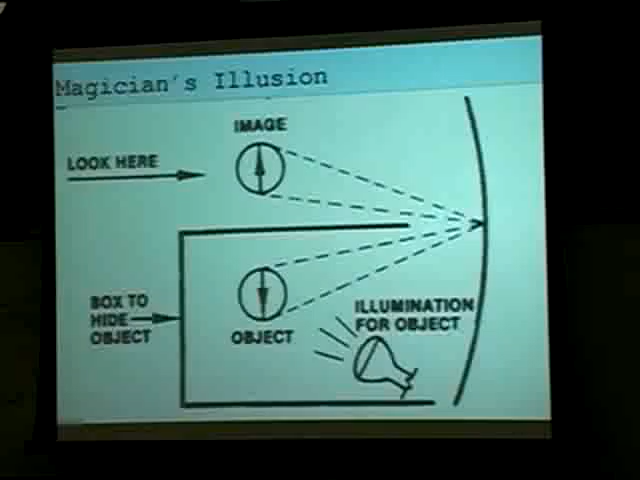 Magician's Illusion
IMAGE
LOOK HERE
BOX TO
HIDE
OBJECT
OBJECT
ILLUMINATION
FOR OBJECT